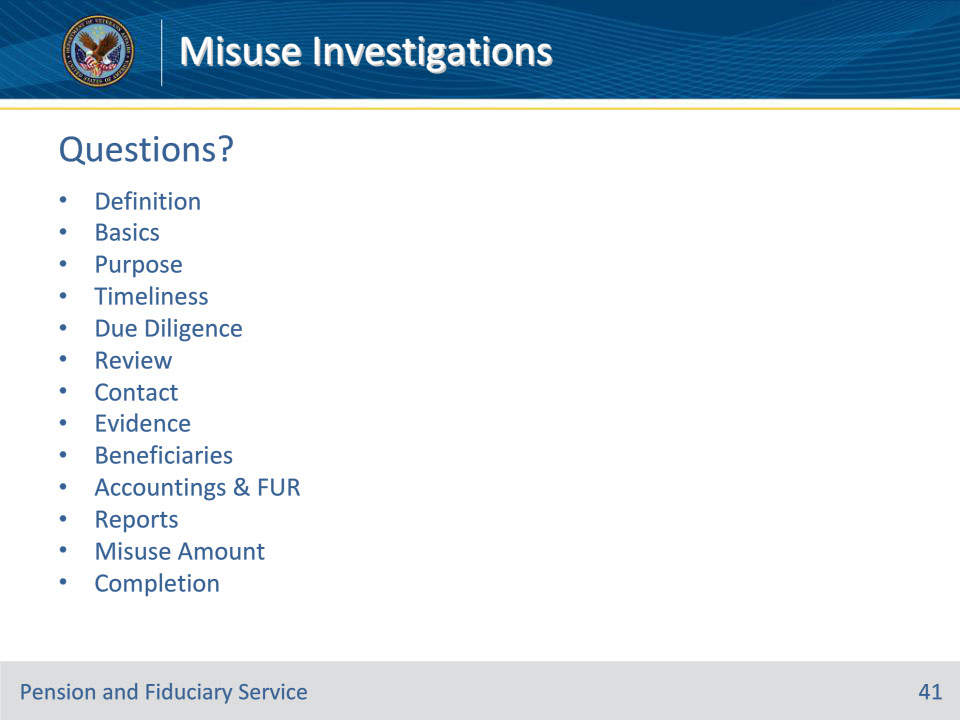 DEPARTMENT OF VETERANS AFFAIRS
UNITED STATES OF AMERICA
Misuse Investigations
Questions?
• Definition
• Basics
• Purpose
• Timeliness
• Due Diligence
• Review
• Contact
• Evidence
• Beneficiaries
• Accountings & FUR
• Reports
• Misuse Amount
• Completion
Pension and Fiduciary Service
41